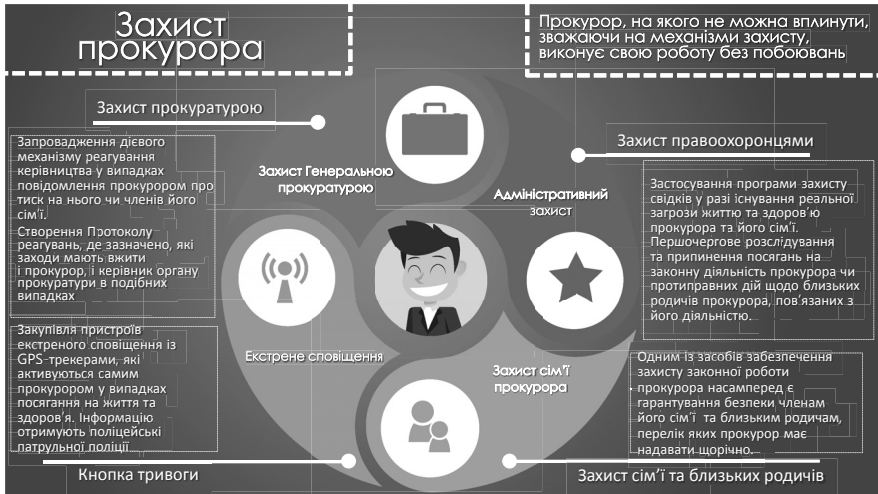 Захист
прокурора
Прокурор, на якого не можна вплинути,
зважаючи на механізми захисту,
виконує свою роботу без побоювань
Захист прокуратурою
Запровадження дієвого
механізму реагування
керівництва у випадках
повідомлення прокурором про
тиск на нього чи членів його
сім’ї.
Створення Протоколу
реагувань, де зазначено, які
заходи мають вжити
і прокурор, і керівник органу
прокуратури в подібних
випадках
Закупівля пристроїв
екстреного сповіщення із
GPS-трекерами, які
активуються самим
прокурором у випадках
посягання на життя та
здоров’я. Інформацію
отримують поліцейські
патрульної поліції
Кнопка тривоги
Захист Генеральною
прокуратурою
Адміністративний
захист
Екстрене сповіщення
Захист сім’ї
прокурора
Захист правоохоронцями
Застосування програми захисту
свідків у разі існування реальної
загрози життю та здоров’ю
прокурора та його сім’ї.
Першочергове розслідування
та припинення посягань на
законну діяльність прокурора чи
протиправних дій щодо близьких
родичів прокурора, пов’язаних з
його діяльністю.
Одним із засобів забезпечення
захисту законної роботи
прокурора насамперед є
гарантування безпеки членам
його сім’ї та близьким родичам,
перелік яких прокурор має
надавати щорічно.
Захист сім’ї та близьких родичів